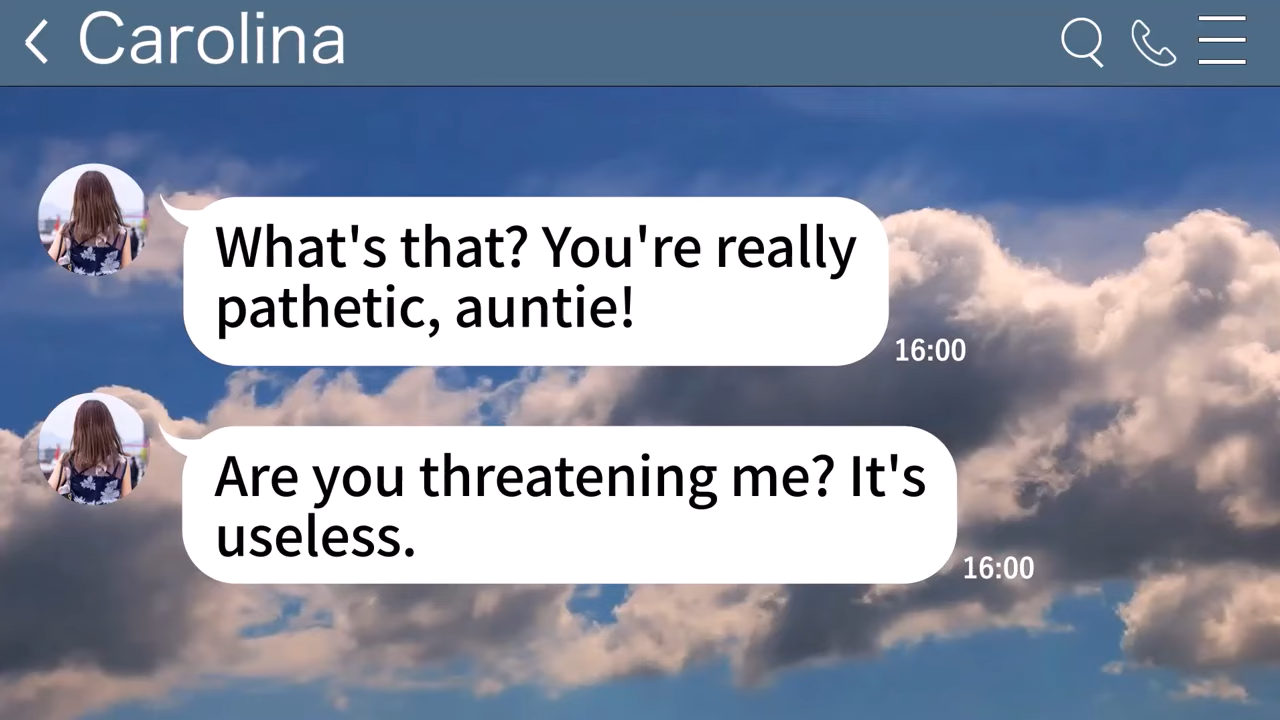 Carolina
What's that? You're really
pathetic, auntie!
16:00
Are you threatening me? It's
useless.
16:00